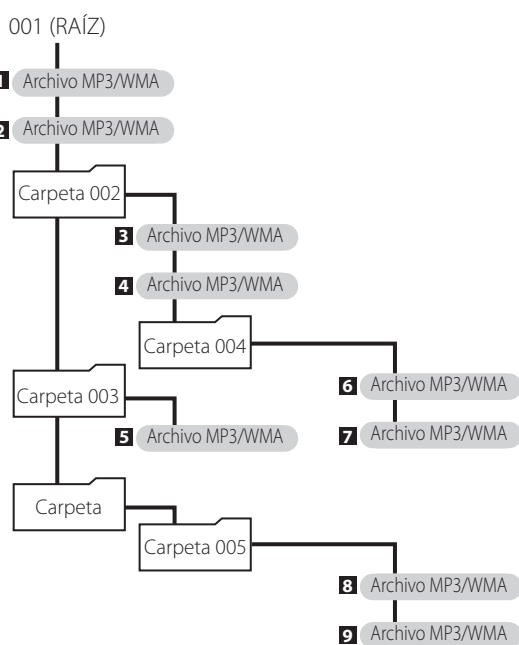 001 (RAÍZ)
1 Archivo MP3/WMA
2 Archivo MP3/WMA
Carpeta 002
3 Archivo MP3/WMA
4 Archivo MP3/WMA
Carpeta 004
6 Archivo MP3/WMA
Carpeta 003
5 Archivo MP3/WMA
7 Archivo MP3/WMA
Carpeta
Carpeta 005
8 Archivo MP3/WMA
9 Archivo MP3/WMA